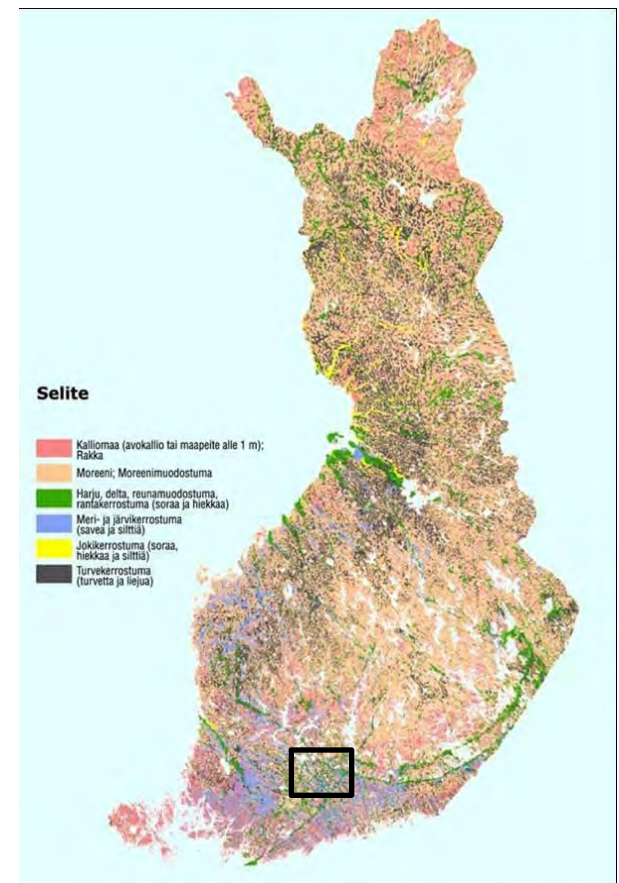 Selite
Kalliomaa (avokallio tai maapeite alle 1 m);
Rakka
Moreeni; Moreenimuodostuma
Harju, delta, reunamuodostuma,
rantakerrostuma (soraa ja hiekkaa)
Meri- ja järvikerrostuma
(savea ja silttiä)
Jokikerrostuma (soraa,
hiekkaa ja silttiä)
Turvekerrostuma
(turvetta ja liejua)